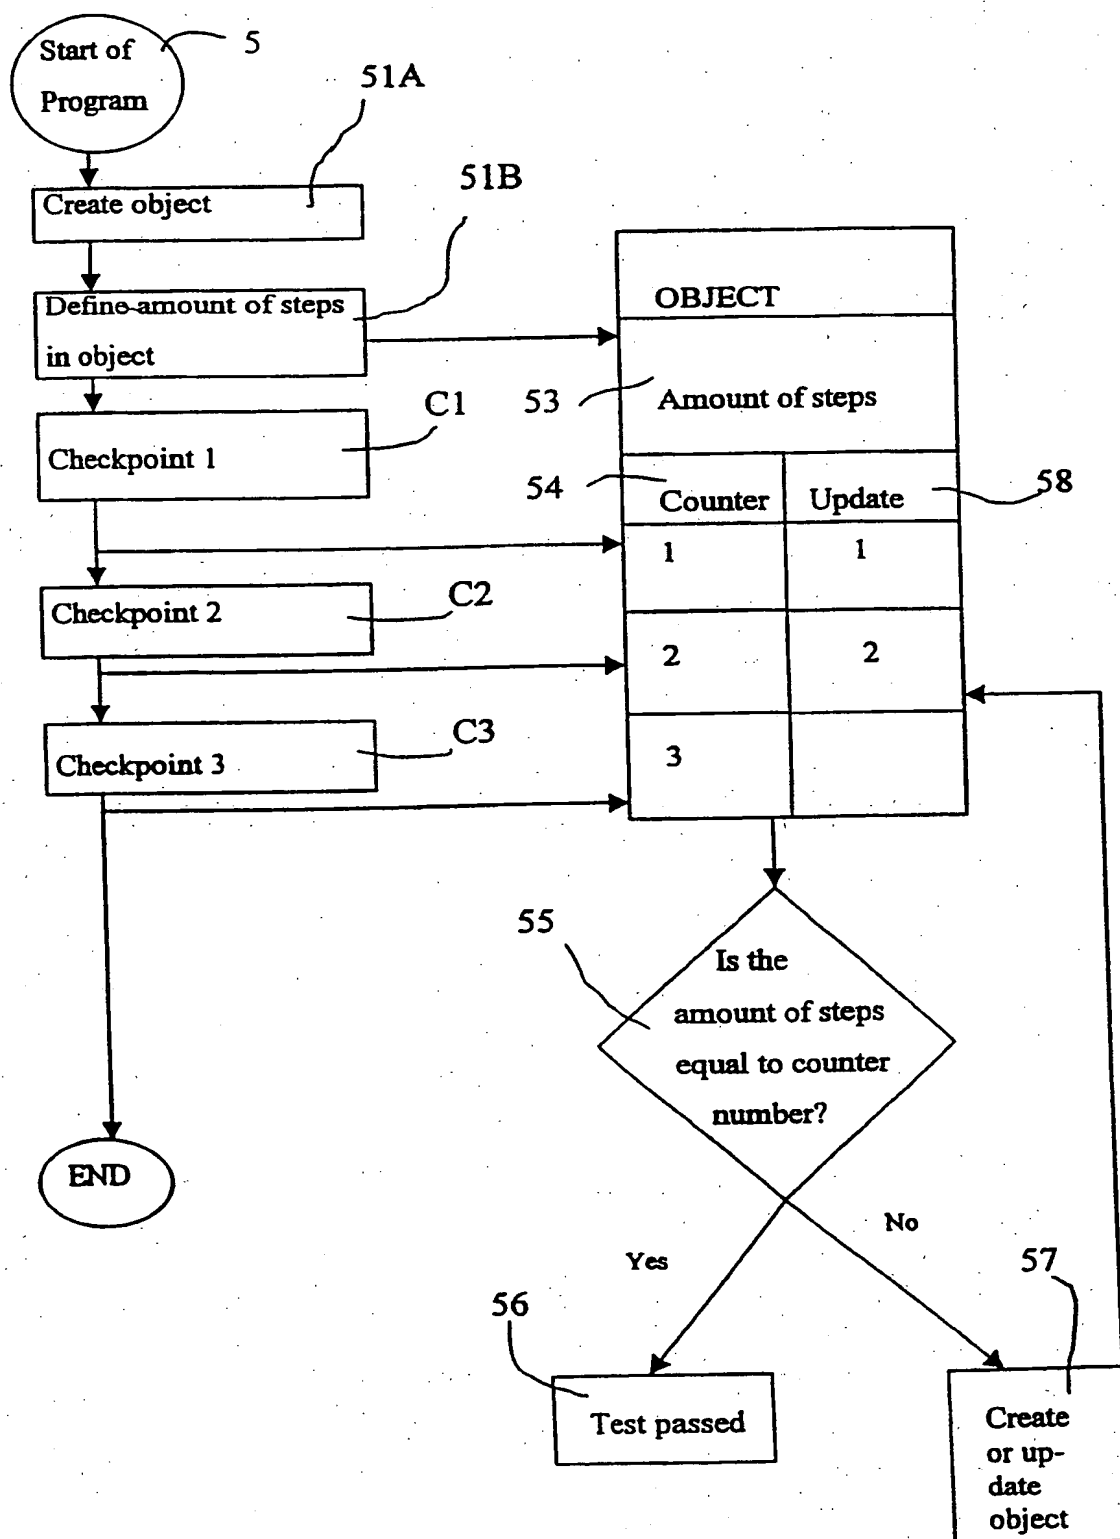 Start of
Program
5
51A
Create object
51B
Define amount of steps
in object
OBJECT
53
Amount of steps
C1
Checkpoint 1
54
Counter
Update
58
1
1
C2
Checkpoint 2
2
2
C3
Checkpoint 3
3
55
Is the
amount of steps
equal to counter
number?
END
Yes
No
56
57
Test passed
Create
or up-
date
object